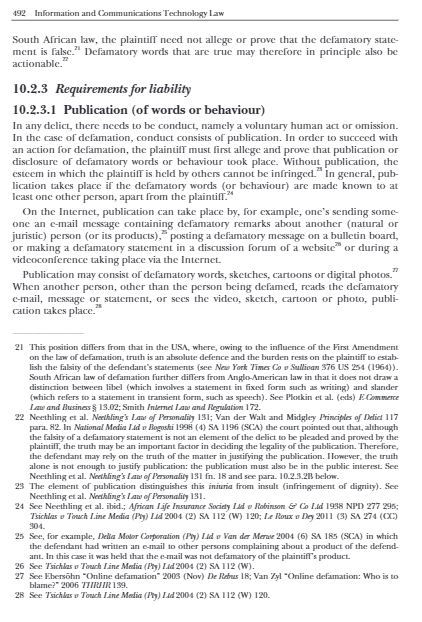 492 Information and Communications Technology Law
South African law, the plaintiff need not allege or prove that the defamatory state-
ment is false.21 Defamatory words that are true may therefore in principle also be
actionable.22
10.2.3 Requirements for liability
10.2.3.1 Publication (of words or behaviour)
In any delict, there needs to be conduct, namely a voluntary human act or omission.
In the case of defamation, conduct consists of publication. In order to succeed with
an action for defamation, the plaintiff must first allege and prove that publication or
disclosure of defamatory words or behaviour took place. Without publication, the
esteem in which the plaintiff is held by others cannot be infringed.23 In general, pub-
lication takes place if the defamatory words (or behaviour) are made known to at
least one other person, apart from the plaintiff.24
On the Internet, publication can take place by, for example, one's sending some-
one an e-mail message containing defamatory remarks about another (natural or
juristic) person (or its products),25 posting a defamatory message on a bulletin board,
or making a defamatory statement in a discussion forum of a website26 or during a
videoconference taking place via the Internet.
Publication may consist of defamatory words, sketches, cartoons or digital photos.27
When another person, other than the person being defamed, reads the defamatory
e-mail, message or statement, or sees the video, sketch, cartoon or photo, publi-
cation takes place.28
21 This position differs from that in the USA, where, owing to the influence of the First Amendment
on the law of defamation, truth is an absolute defence and the burden rests on the plaintiff to estab-
lish the falsity of the defendant's statements (see New York Times Co v Sullivan 376 US 254 (1964)).
South African law of defamation further differs from Anglo-American law in that it does not draw a
distinction between libel (which involves a statement in fixed form such as writing) and slander
(which refers to a statement in transient form, such as speech). See Plotkin et al. (eds) E-Commerce
Law and Business § 13.02; Smith Internet Law and Regulation 172.
22 Neethling et al. Neethling's Law of Personality 131; Van der Walt and Midgley Principles of Delict 117
para. 82. In National Media Ltd v Bogoshi 1998 (4) SA 1196 (SCA) the court pointed out that, although
the falsity of a defamatory statement is not an element of the delict to be pleaded and proved by the
plaintiff, the truth may be an important factor in deciding the legality of the publication. Therefore,
the defendant may rely on the truth of the matter in justifying the publication. However, the truth
alone is not enough to justify publication: the publication must also be in the public interest. See
Neethling et al. Neethling's Law of Personality 131 fn. 18 and see para. 10.2.3.2B below.
23 The element of publication distinguishes this iniuria from insult (infringement of dignity). See
Neethling et al. Neethling's Law of Personality 131.
24 See Neethling et al. ibid.; African Life Insurance Society Ltd v Robinson & Co Ltd 1938 NPD 277 295;
Tsichlas v Touch Line Media (Pty) Ltd 2004 (2) SA 112 (W) 120; Le Roux v Dey 2011 (3) SA 274 (CC)
304.
25 See, for example, Delta Motor Corporation (Pty) Ltd v Van der Merwe 2004 (6) SA 185 (SCA) in which
the defendant had written an e-mail to other persons complaining about a product of the defend-
ant. In this case it was held that the e-mail was not defamatory of the plaintiff's product.
26 See Tsichlas v Touch Line Media (Pty) Ltd 2004 (2) SA 112 (W).
27 See Ebersöhn "Online defamation" 2003 (Nov) De Rebus 18; Van Zyl "Online defamation: Who is to
blame?" 2006 THRHR 139.
28 See Tsichlas v Touch Line Media (Pty) Ltd 2004 (2) SA 112 (W) 120.